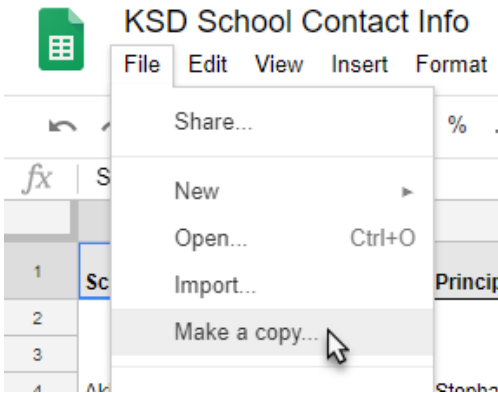 KSD School Contact Info
File Edit View Insert Format
Share...
%
fx
New
Open... Ctrl+O
1
Import...
2
Make a copy...
3
4